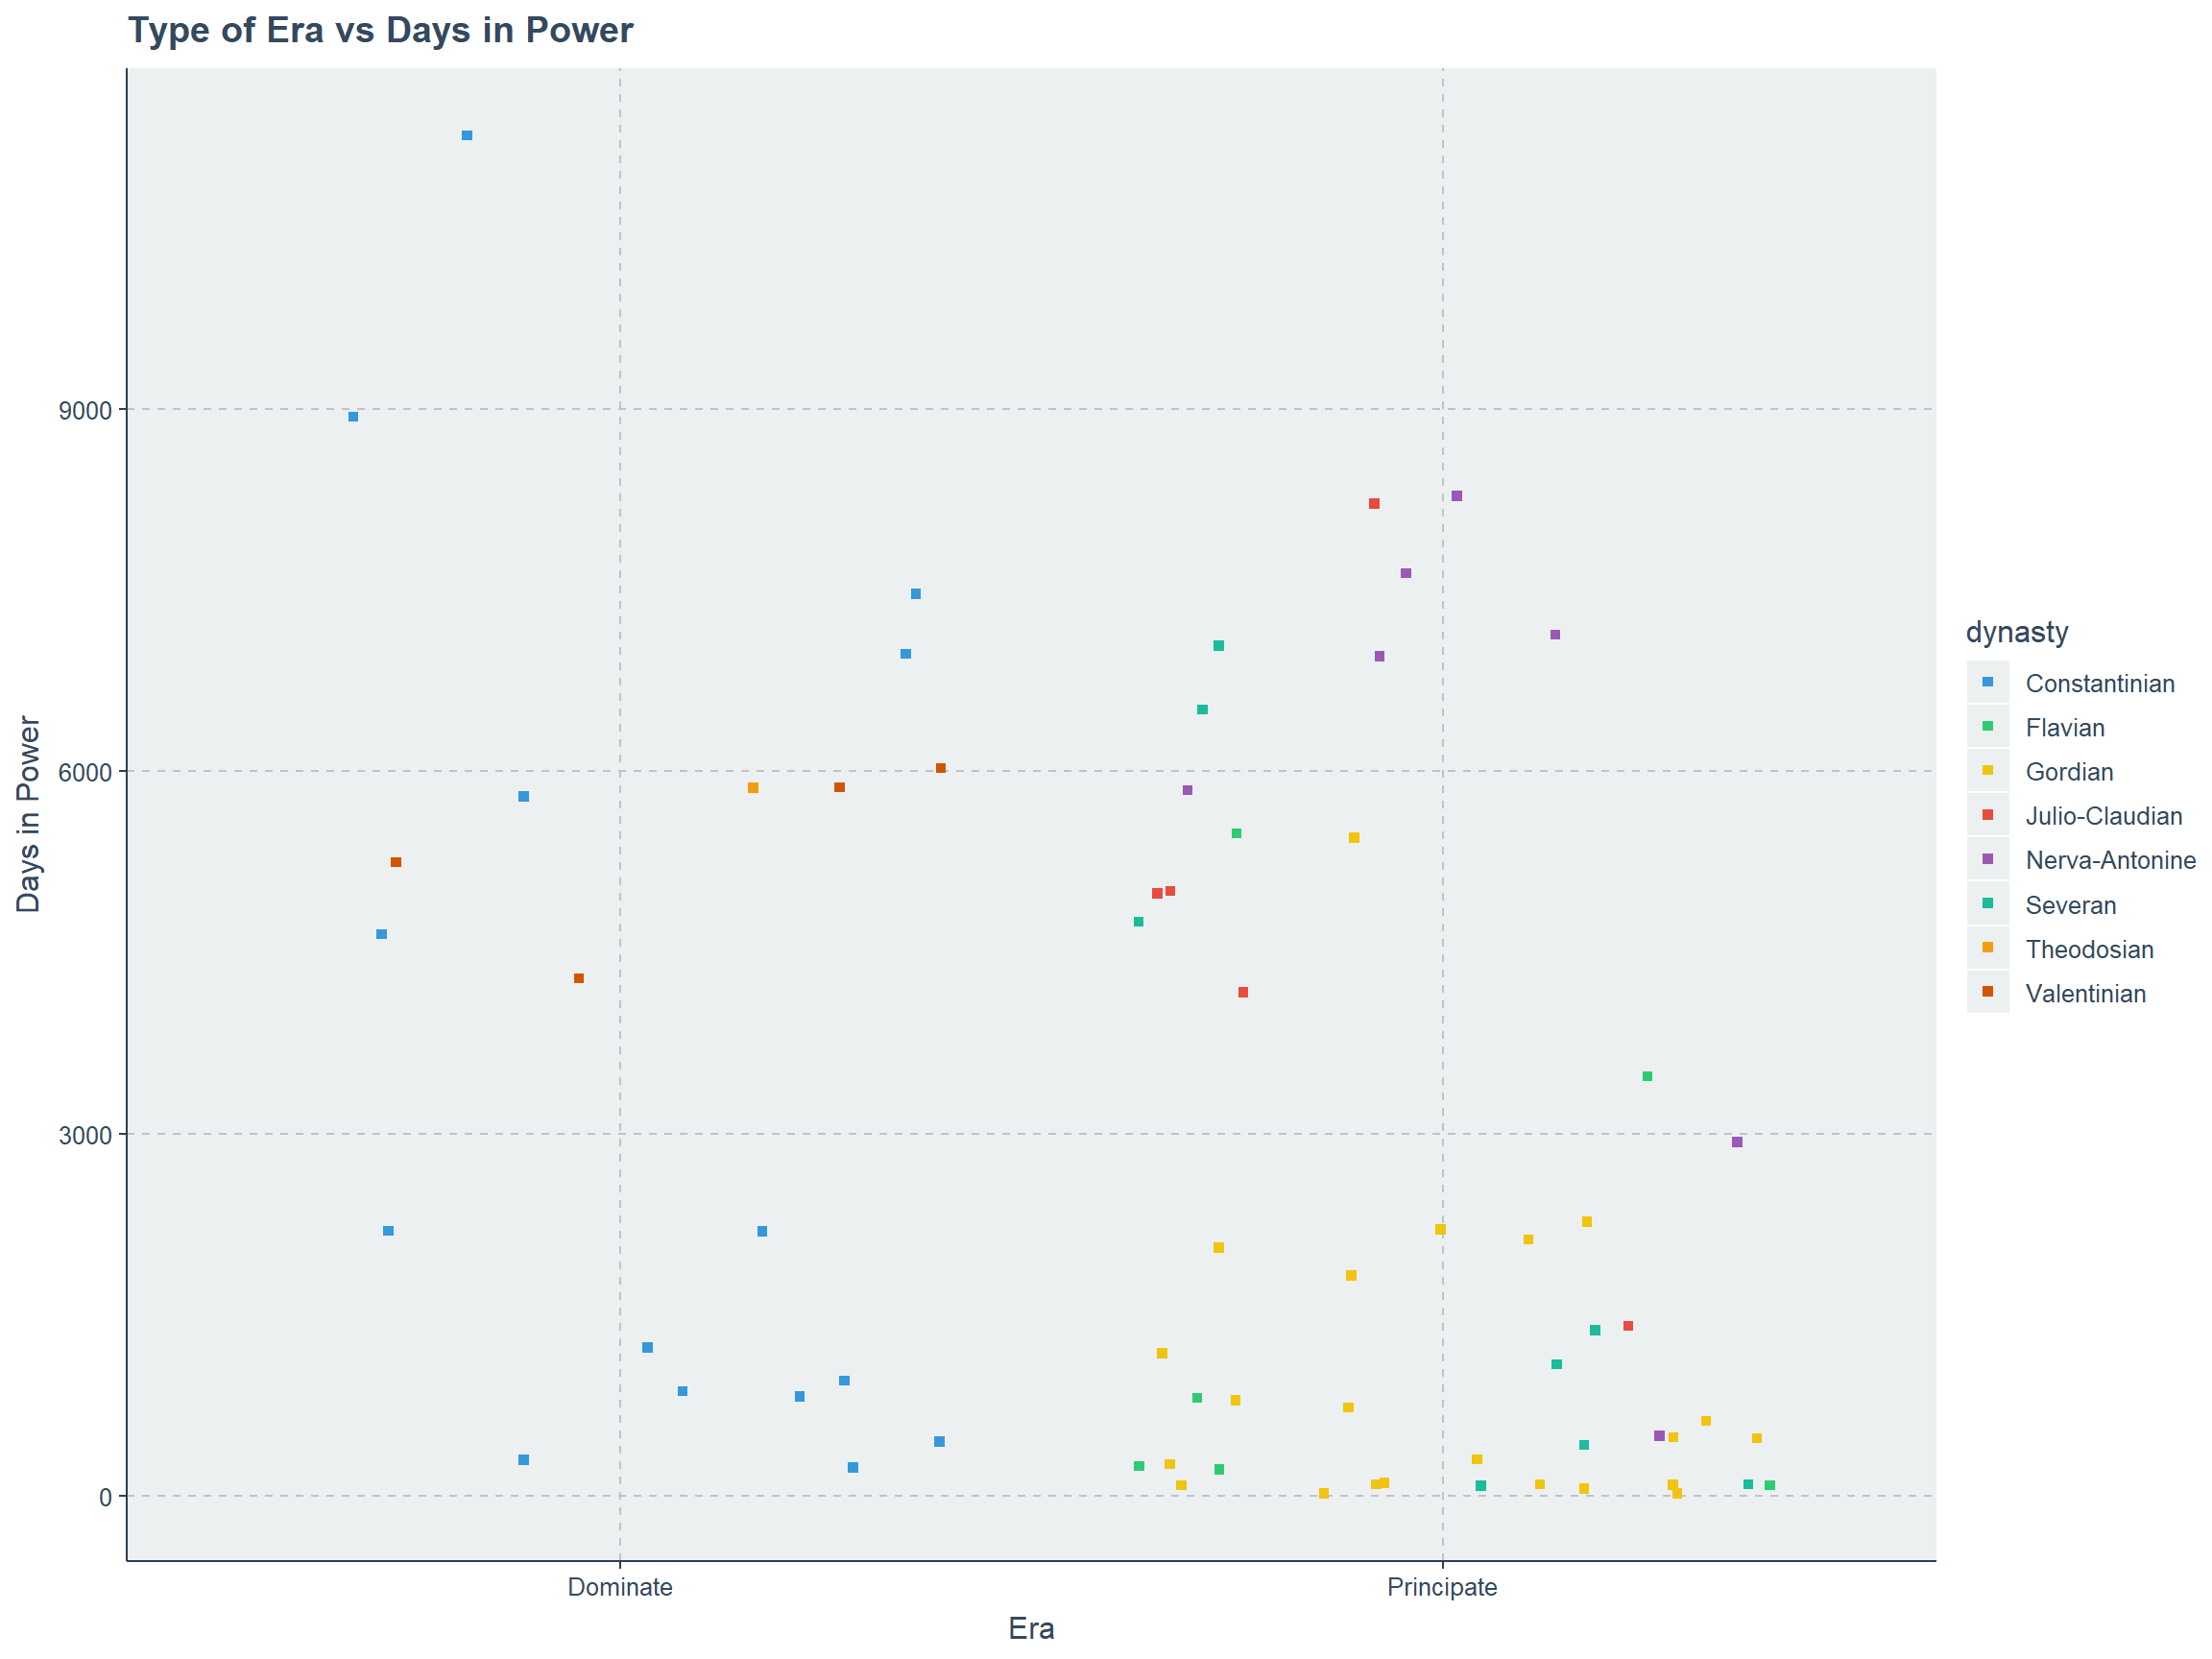 Type of Era vs Days in Power
Days in Power
9000
6000
3000
0
Dominate
Principate
Era
dynasty
Constantinian
Flavian
Gordian
Julio-Claudian
Nerva-Antonine
Severan
Theodosian
Valentinian